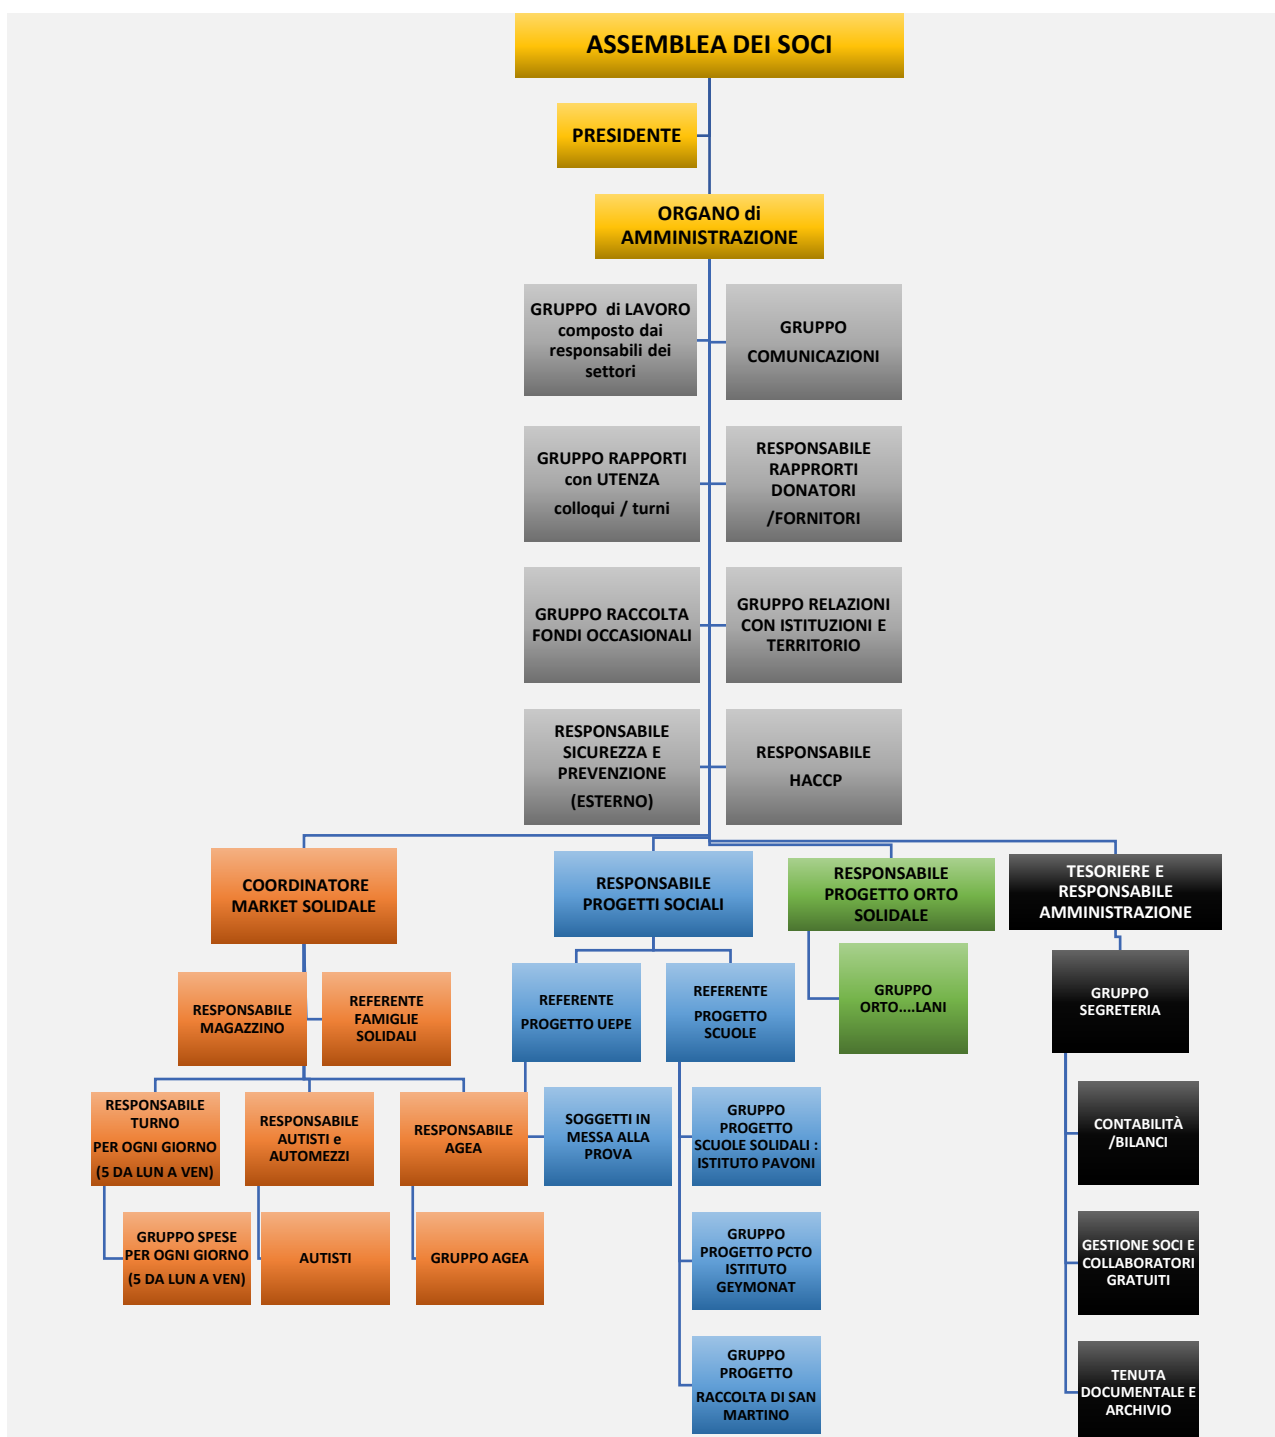 ASSEMBLEA DEI SOCI
PRESIDENTE
ORGANO di
AMMINISTRAZIONE
GRUPPO di LAVORO
composto dai
responsabili dei
settori
GRUPPO
COMUNICAZIONI
GRUPPO RAPPORTI
con UTENZA
colloqui / turni
RESPONSABILE
RAPPRORTI
DONATORI
/FORNITORI
GRUPPO RACCOLTA
FONDI OCCASIONALI
GRUPPO RELAZIONI
CON ISTITUZIONI E
TERRITORIO
RESPONSABILE
SICUREZZA E
PREVENZIONE
(ESTERNO)
RESPONSABILE
HACCP
COORDINATORE
MARKET SOLIDALE
RESPONSABILE
PROGETTI SOCIALI
RESPONSABILE
PROGETTO ORTO
SOLIDALE
TESORIERE E
RESPONSABILE
AMMINISTRAZIONE
RESPONSABILE
MAGAZZINO
REFERENTE
FAMIGLIE
SOLIDALI
REFERENTE
PROGETTO UEPE
REFERENTE
PROGETTO
SCUOLE
GRUPPO
ORTO....LANI
GRUPPO
SEGRETERIA
RESPONSABILE
TURNO
PER OGNI GIORNO
(5 DA LUN A VEN)
RESPONSABILE
AUTISTI e
AUTOMEZZI
RESPONSABILE
AGEA
SOGGETTI IN
MESSA ALLA
PROVA
GRUPPO
PROGETTO
SCUOLE SOLIDALI :
ISTITUTO PAVONI
CONTABILITÀ
/BILANCI
GRUPPO SPESE
PER OGNI GIORNO
(5 DA LUN A VEN)
AUTISTI
GRUPPO AGEA
GRUPPO
PROGETTO PCTO
ISTITUTO
GEYMONAT
GESTIONE SOCI E
COLLABORATORI
GRATUITI
GRUPPO
PROGETTO
RACCOLTA DI SAN
MARTINO
TENUTA
DOCUMENTALE E
ARCHIVIO